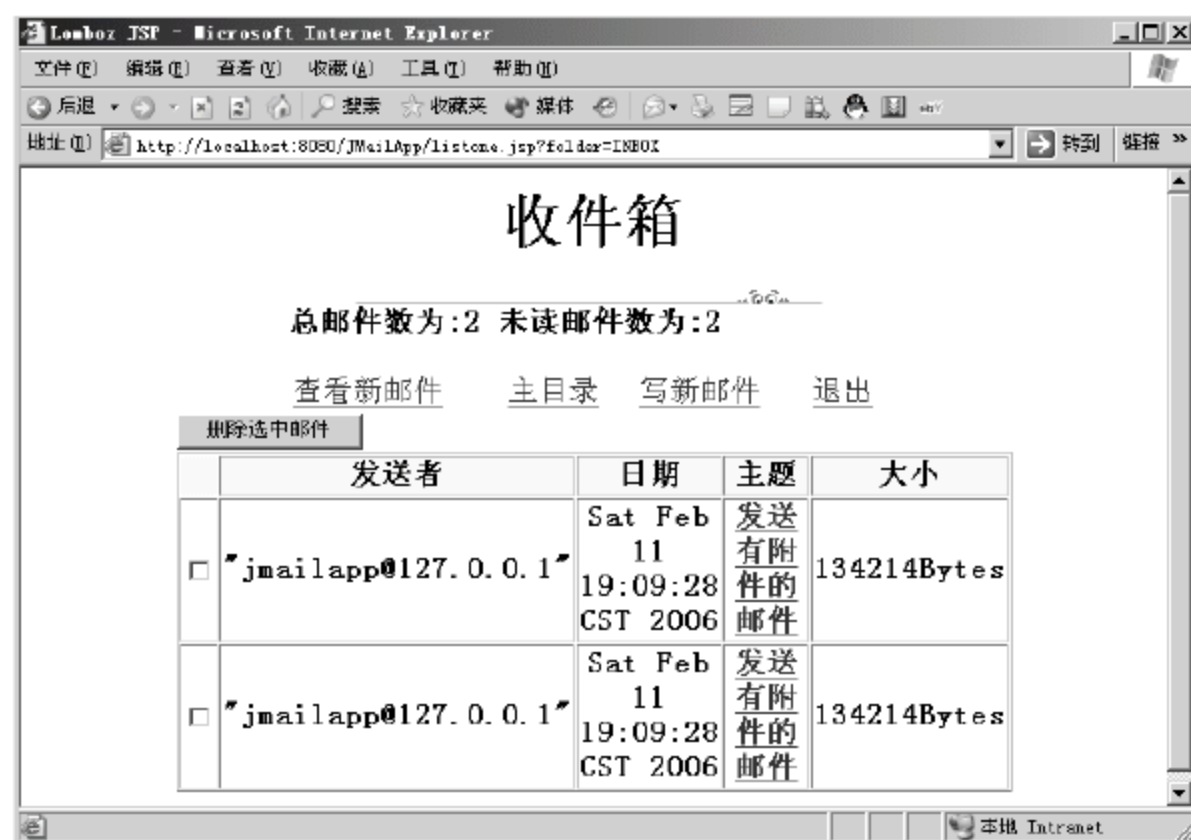 Lomboz JSP - Microsoft Internet Explorer
文件(F) 编辑(E) 查看(V) 收藏(A) 工具(T) 帮助(H)
后退 搜索 收藏夹 媒体
地址(D) http://localhost:8080/JMailApp/listone.jsp?folder=INBOX 转到 链接 »
收件箱
总邮件数为:2 未读邮件数为:2
查看新邮件 主目录 写新邮件 退出
删除选中邮件
发送者 日期 主题 大小
"jmailapp@127.0.0.1" Sat Feb 11 19:09:28 CST 2006 发送有附件的邮件 134214Bytes
"jmailapp@127.0.0.1" Sat Feb 11 19:09:28 CST 2006 发送有附件的邮件 134214Bytes
本地 Intranet